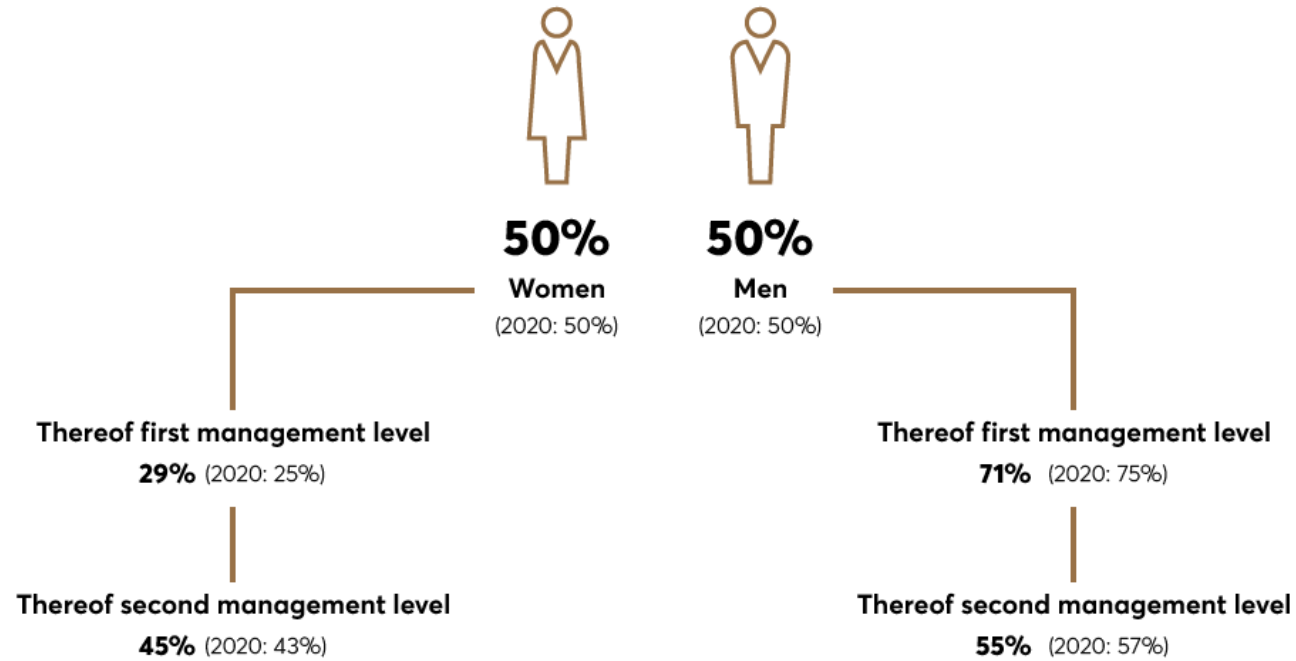 50%
Women
(2020: 50%)
50%
Men
(2020: 50%)
Thereof first management level
29% (2020: 25%)
Thereof second management level
45% (2020: 43%)
Thereof first management level
71% (2020: 75%)
Thereof second management level
55% (2020: 57%)